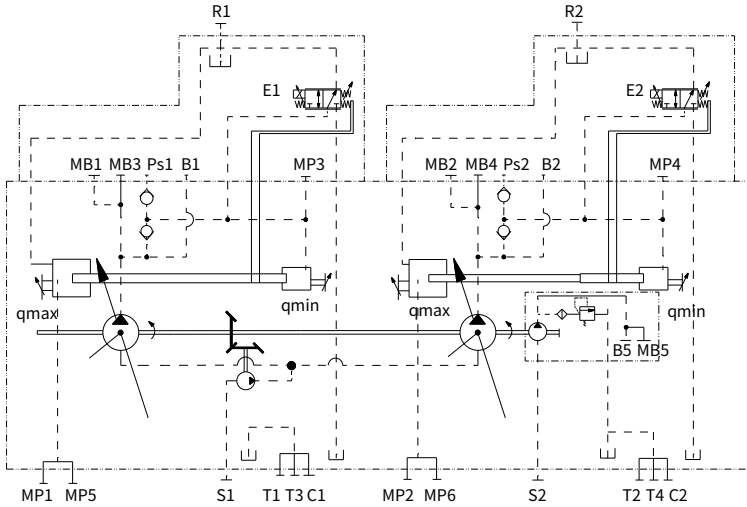 R1 R2
E1 E2
MB1 MB3 Ps1 B1 MP3 MB2 MB4 Ps2 B2 MP4
qmax qmin qmax qmin
B5 MB5
MP1 MP5 S1 T1 T3 C1 MP2 MP6 S2 T2 T4 C2